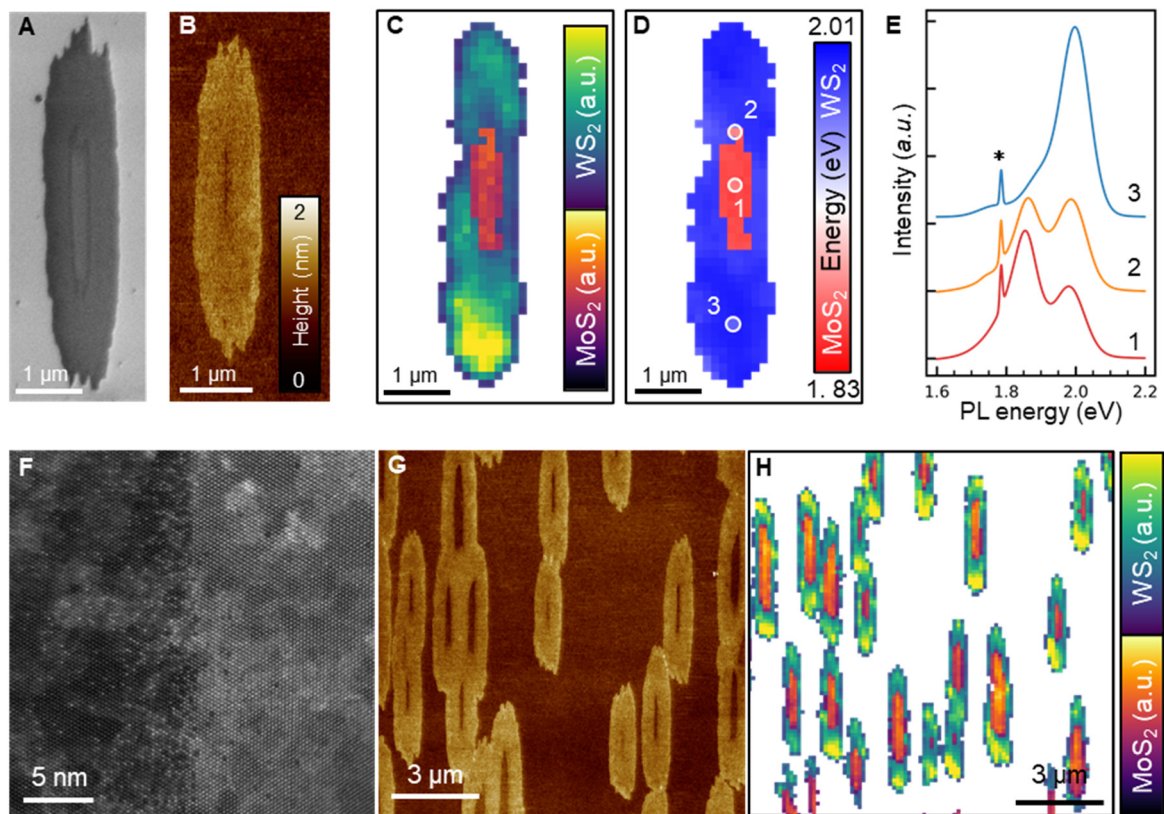 A
1 μm
B
2
Height (nm)
0
1 μm
C
WS₂ (a.u.)
MoS₂ (a.u.)
1 μm
D
2.01
MoS₂ Energy (eV) WS₂
1.83
2
1
3
1 μm
E
Intensity (a.u.)
*
3
2
1
1.6 1.8 2.0 2.2
PL energy (eV)
F
5 nm
G
3 μm
H
3 μm
WS₂ (a.u.)
MoS₂ (a.u.)